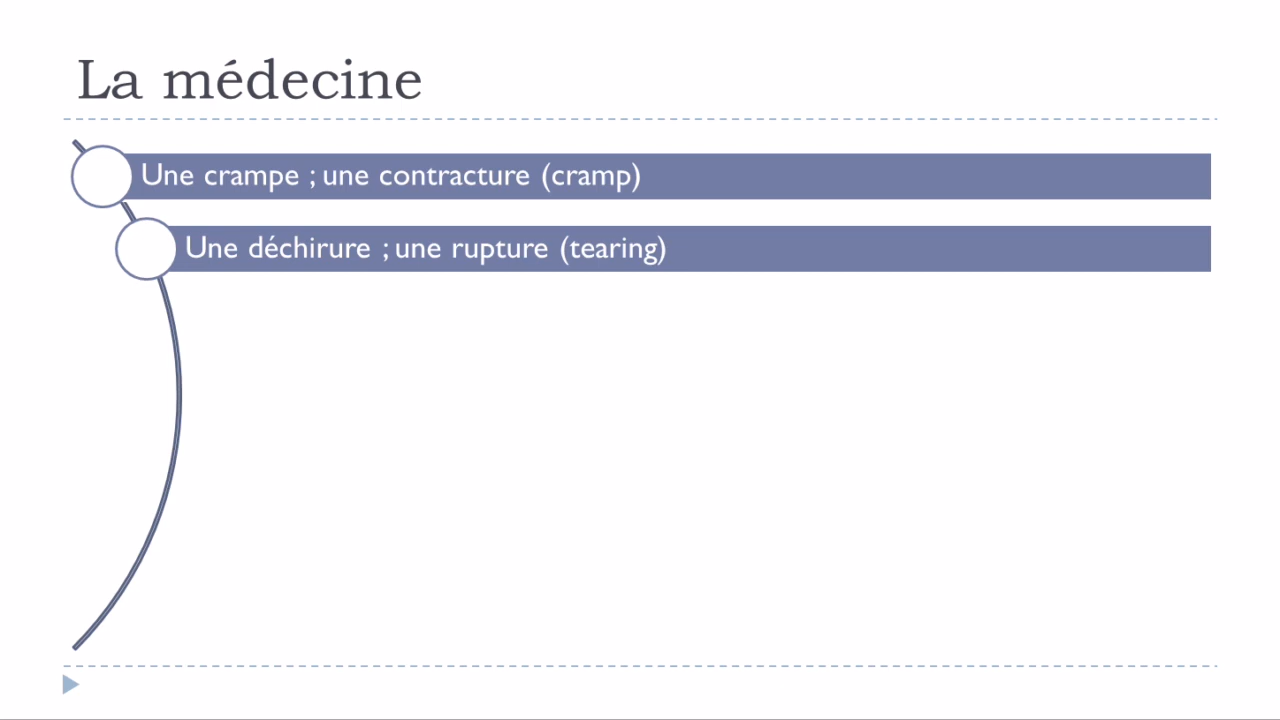 La médecine
Une crampe ; une contracture (cramp)
Une déchirure ; une rupture (tearing)